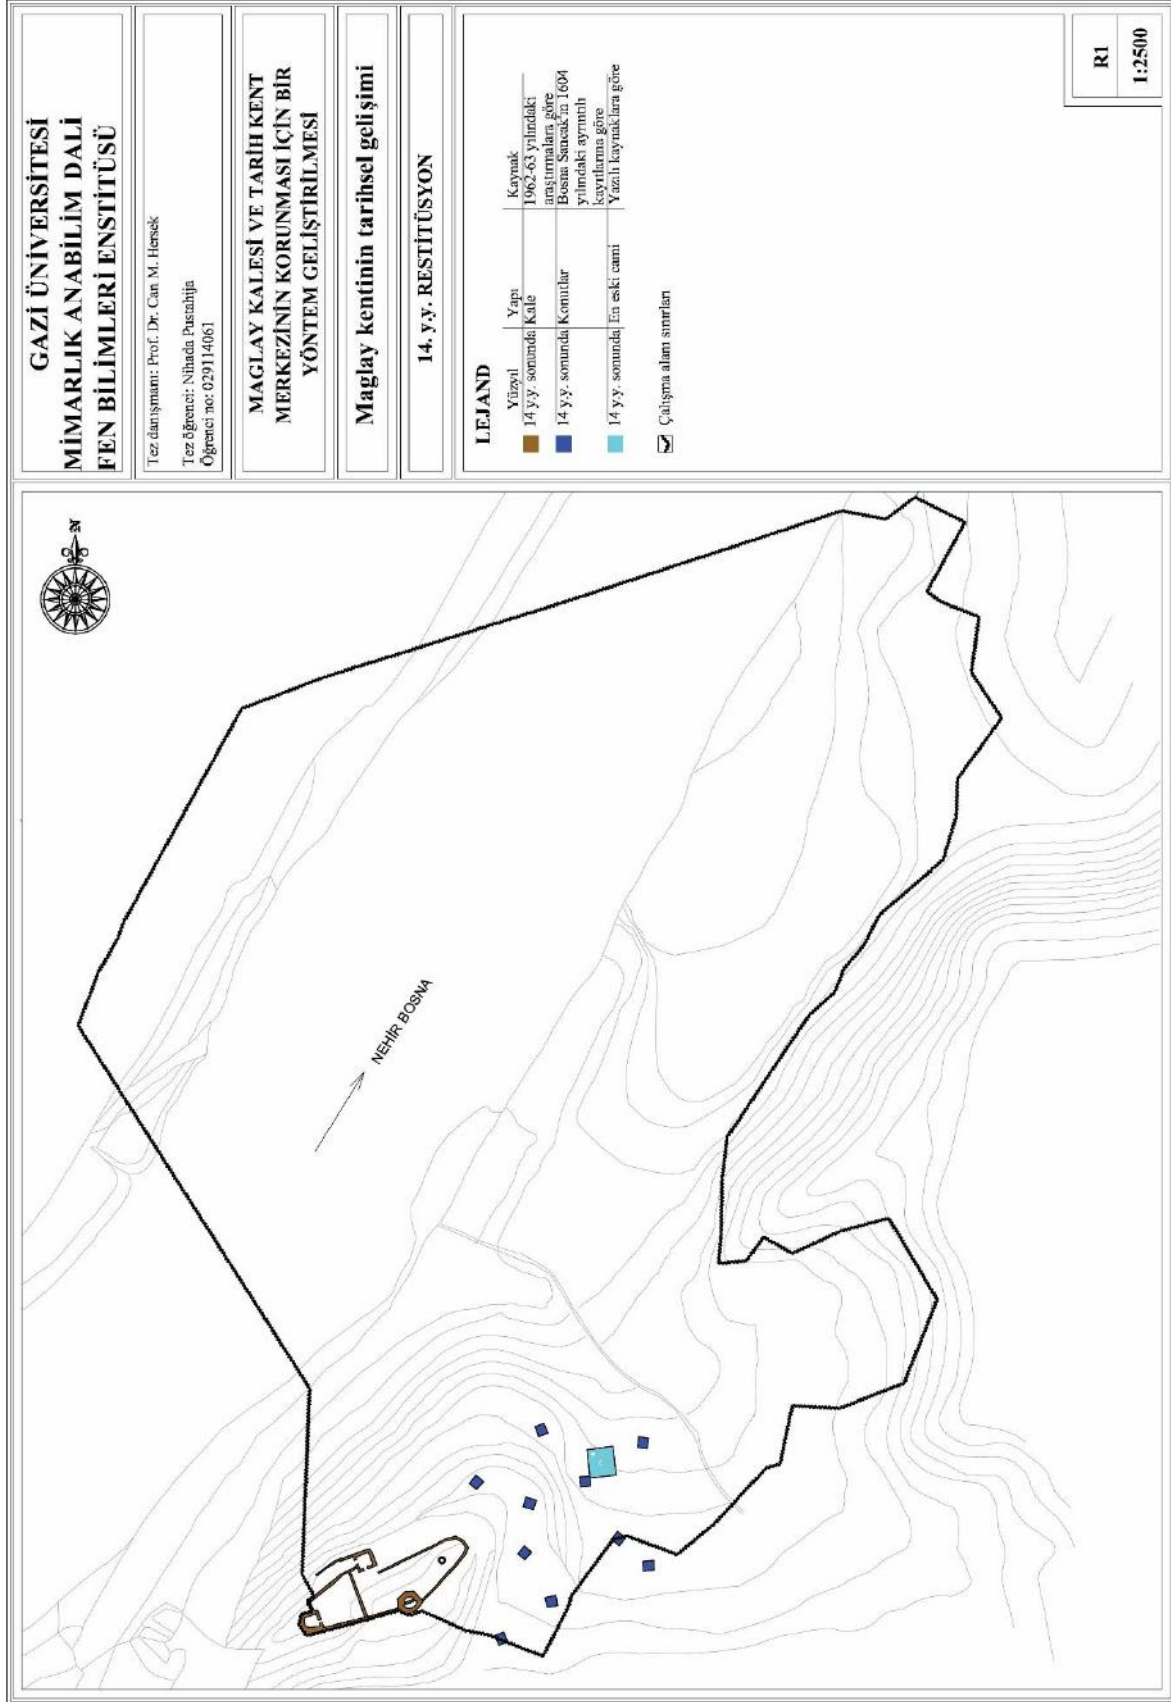 GAZİ ÜNİVERSİTESİ
MİMARLIK ANABİLİM DALI
FEN BİLİMLERİ ENSTİTÜSÜ
Tez danışmanı: Prof. Dr. Can M. Hersek
Tez öğrenci: Nihada Pustahija
Öğrenci no: 029114061
MAGLAY KALESİ VE TARİH KENT
MERKEZİNİN KORUNMASI İÇİN BİR
YÖNTEM GELİŞTİRİLMESİ
Maglay kentinin tarihsel gelişimi
14. y.y. RESTİTÜSYON
LEJAND
Yüzyıl Yapı Kaynak
14 y.y. sonunda Kale 1962-63 yılındaki
araştırmalara göre
14 y.y. sonunda Konutlar Bosna Sancak'ın 1604
yılındaki ayrıntılı
kayıtlarına göre
14 y.y. sonunda En eski cami Yazılı kaynaklara göre
Çalışma alanı sınırları
R1
1:2500
N
NEHİR BOSNA